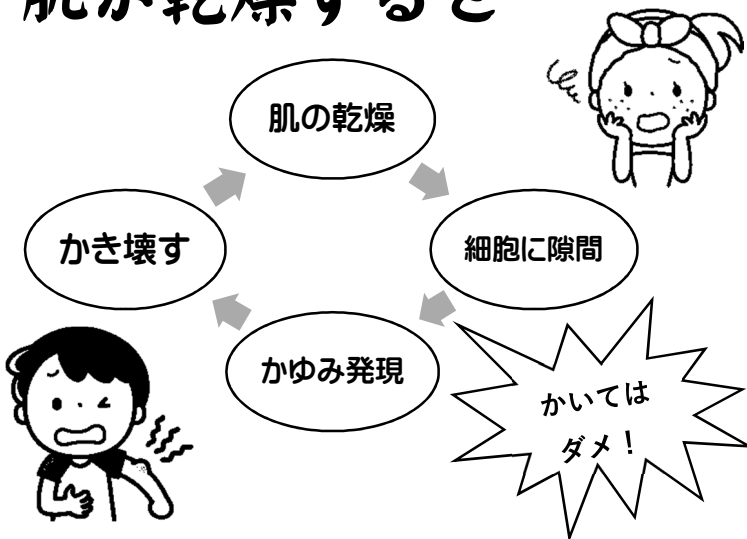 肌が乾燥すると
肌の乾燥
細胞に隙間
かゆみ発現
かき壊す
かいては
ダメ！